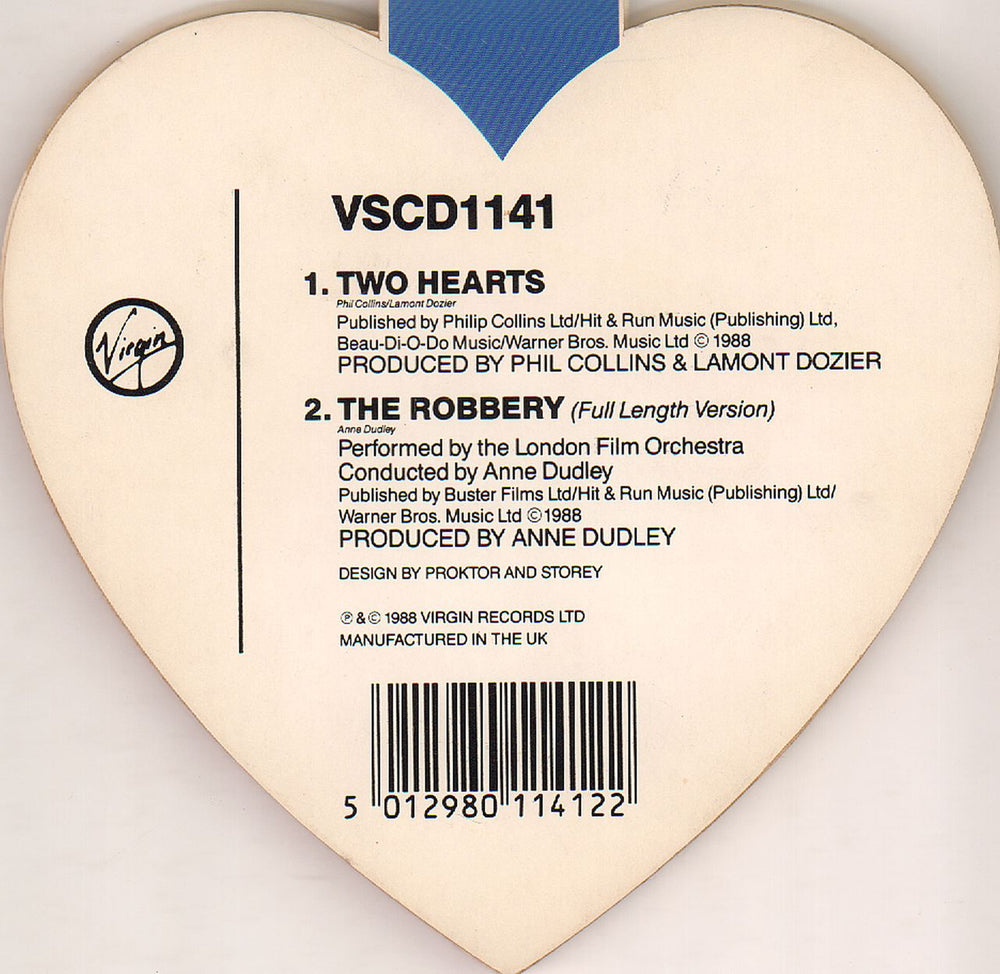 VSCD1141
Virgin
1. TWO HEARTS
Phil Collins/Lamont Dozier
Published by Philip Collins Ltd/Hit & Run Music (Publishing) Ltd,
Beau-Di-O-Do Music/Warner Bros. Music Ltd © 1988
PRODUCED BY PHIL COLLINS & LAMONT DOZIER
2. THE ROBBERY (Full Length Version)
Anne Dudley
Performed by the London Film Orchestra
Conducted by Anne Dudley
Published by Buster Films Ltd/Hit & Run Music (Publishing) Ltd/
Warner Bros. Music Ltd © 1988
PRODUCED BY ANNE DUDLEY
DESIGN BY PROKTOR AND STOREY
℗ & © 1988 VIRGIN RECORDS LTD
MANUFACTURED IN THE UK
5 012980 114122